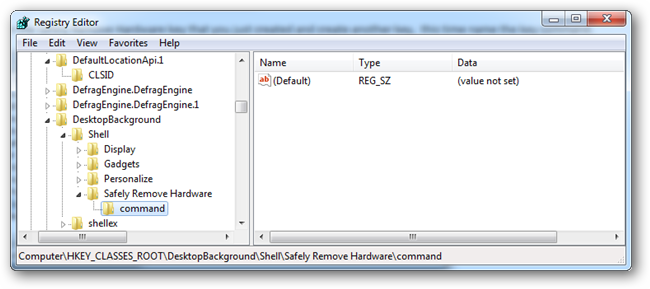 Registry Editor
File Edit View Favorites Help
DefaultLocationApi.1
CLSID
DefragEngine.DefragEngine
DefragEngine.DefragEngine.1
DesktopBackground
Shell
Display
Gadgets
Personalize
Safely Remove Hardware
command
shellex
Name Type Data
ab (Default) REG_SZ (value not set)
Computer\HKEY_CLASSES_ROOT\DesktopBackground\Shell\Safely Remove Hardware\command